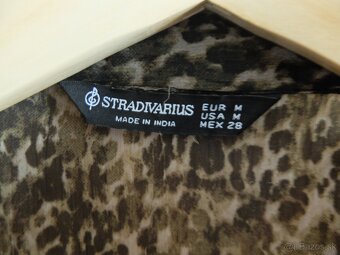 STRADIVARIUS
MADE IN INDIA
EUR M
USA M
MEX 28